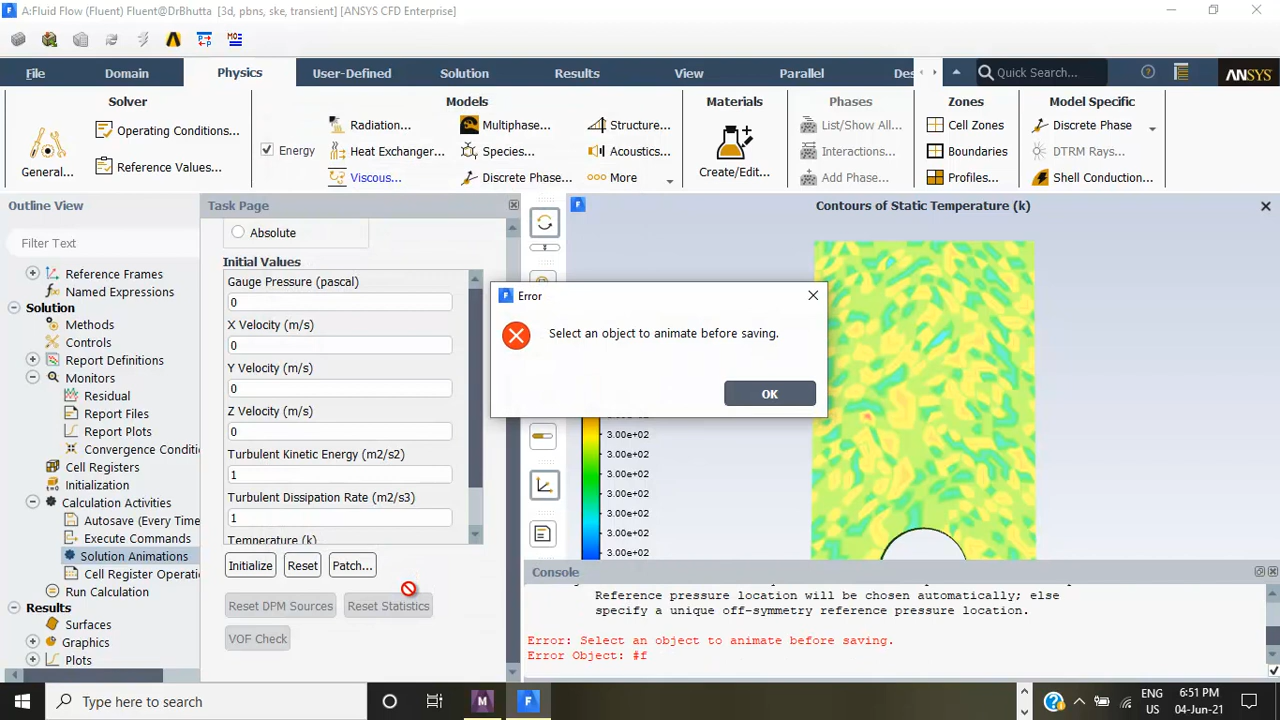 A:Fluid Flow (Fluent) Fluent@DrBhutta [3d, pbns, ske, transient] [ANSYS CFD Enterprise]
File
Domain
Physics
User-Defined
Solution
Results
View
Parallel
De
Quick Search...
ANSYS
Solver
Models
Materials
Phases
Zones
Model Specific
General...
Operating Conditions...
Reference Values...
Energy
Radiation...
Heat Exchanger...
Viscous...
Multiphase...
Species...
Discrete Phase...
Structure...
Acoustics...
More
Create/Edit...
List/Show All...
Interactions...
Add Phase...
Cell Zones
Boundaries
Profiles...
Discrete Phase
DTRM Rays...
Shell Conduction...
Outline View
Filter Text
Reference Frames
Named Expressions
Solution
Methods
Controls
Report Definitions
Monitors
Residual
Report Files
Report Plots
Convergence Conditi
Cell Registers
Initialization
Calculation Activities
Autosave (Every Time
Execute Commands
Solution Animations
Cell Register Operati
Run Calculation
Results
Surfaces
Graphics
Plots
Task Page
Absolute
Initial Values
Gauge Pressure (pascal)
0
X Velocity (m/s)
0
Y Velocity (m/s)
0
Z Velocity (m/s)
0
Turbulent Kinetic Energy (m2/s2)
1
Turbulent Dissipation Rate (m2/s3)
1
Temperature (k)
Initialize
Reset
Patch...
Reset DPM Sources
Reset Statistics
VOF Check
Contours of Static Temperature (k)
Error
Select an object to animate before saving.
OK
3.00e+02
3.00e+02
3.00e+02
3.00e+02
3.00e+02
3.00e+02
3.00e+02
Console
Reference pressure location will be chosen automatically; else
specify a unique off-symmetry reference pressure location.
Error: Select an object to animate before saving.
Error Object: #f
Type here to search
M
F
ENG
US
6:51 PM
04-Jun-21